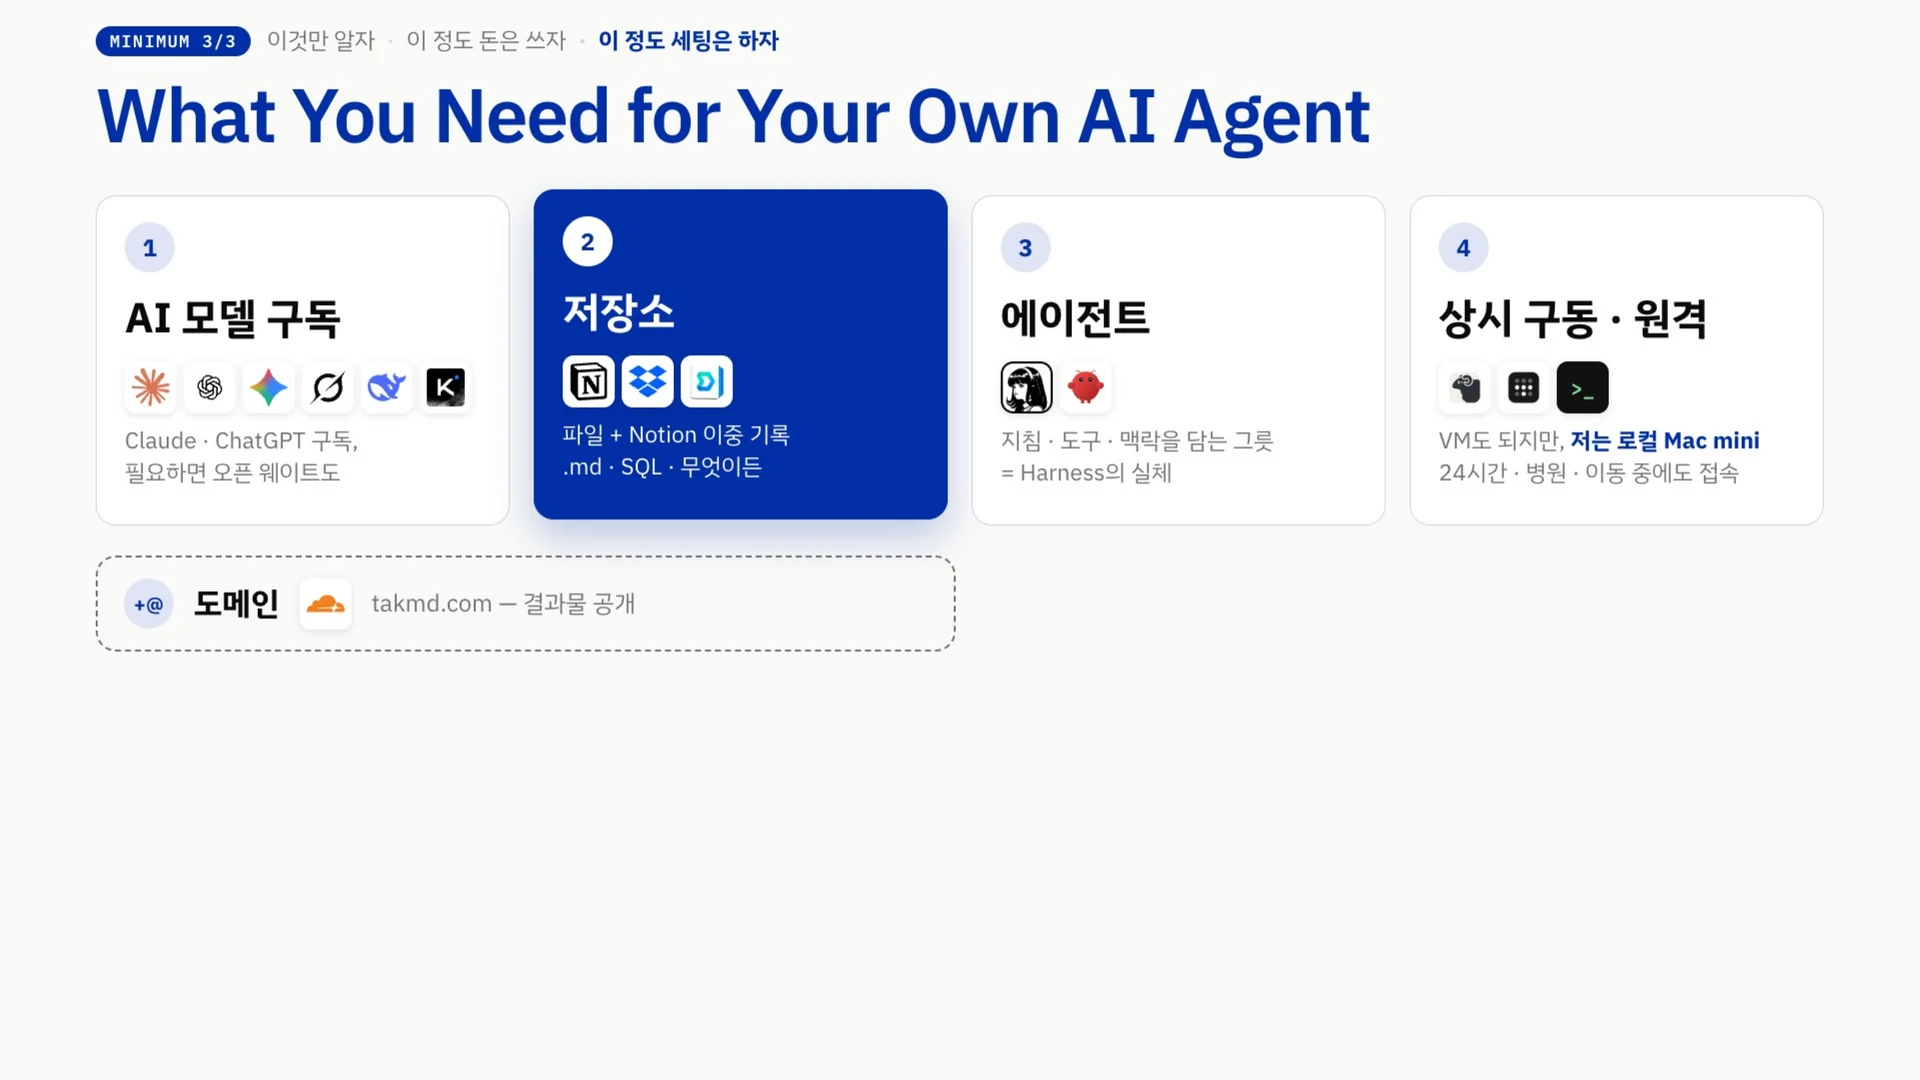 MINIMUM 3/3 이것만 알자 · 이 정도 돈은 쓰자 · 이 정도 세팅은 하자
What You Need for Your Own AI Agent
1
AI 모델 구독
K
Claude · ChatGPT 구독,
필요하면 오픈 웨이트도
2
저장소
N
파일 + Notion 이중 기록
.md · SQL · 무엇이든
3
에이전트
지침 · 도구 · 맥락을 담는 그릇
= Harness의 실체
4
상시 구동 · 원격
>_
VM도 되지만, 저는 로컬 Mac mini
24시간 · 병원 · 이동 중에도 접속
+@ 도메인 takmd.com — 결과물 공개